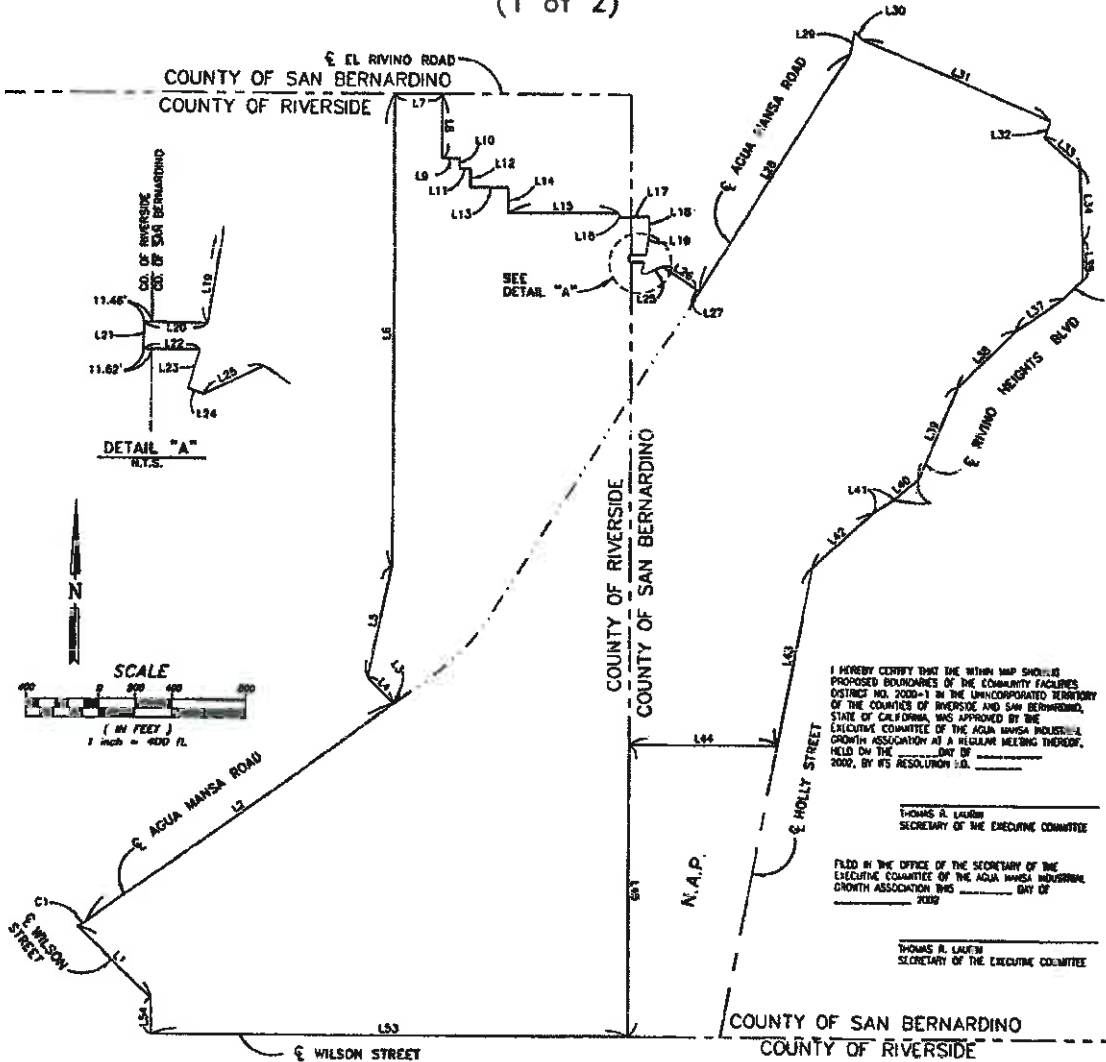 (1 of 2)
℄ EL RIVINO ROAD
COUNTY OF SAN BERNARDINO
COUNTY OF RIVERSIDE
L7
L8
L9
L10
L11
L12
L13
L14
L15
L17
L19
SEE
DETAIL "A"
L25
L26
L27
℄ AGUA MANSA ROAD
L28
L29
L30
L31
L32
L33
L34
L37
L38
L39
℄ RIVINO HEIGHTS BLVD
L40
L41
L42
L43
L44
CO. OF RIVERSIDE
CO. OF SAN BERNARDINO
11.46'
L19
L20
L21
L22
11.62'
L23
L25
L24
DETAIL "A"
N.T.S.
N
SCALE
( IN FEET )
1 inch = 400 ft.
L6
L5
L4
L3
COUNTY OF RIVERSIDE
COUNTY OF SAN BERNARDINO
℄ AGUA MANSA ROAD
L2
C1
℄ WILSON
STREET
L1
L54
L53
℄ WILSON STREET
N.A.P.
℄ HOLLY STREET
I HEREBY CERTIFY THAT THE WITHIN MAP
PROPOSED BOUNDARIES OF THE COMMUNITY FACILITIES
DISTRICT NO. 2000-1 IN THE UNINCORPORATED TERRITORY
OF THE COUNTIES OF RIVERSIDE AND SAN BERNARDINO,
STATE OF CALIFORNIA, WAS APPROVED BY THE
EXECUTIVE COMMITTEE OF THE AGUA MANSA INDUSTRIAL
GROWTH ASSOCIATION AT A REGULAR MEETING THEREOF,
HELD ON THE ______ DAY OF ______
2002, BY ITS RESOLUTION NO. ______
THOMAS R. LAURIN
SECRETARY OF THE EXECUTIVE COMMITTEE
FILED IN THE OFFICE OF THE SECRETARY OF THE
EXECUTIVE COMMITTEE OF THE AGUA MANSA INDUSTRIAL
GROWTH ASSOCIATION THIS ______ DAY OF
______ 2002
THOMAS R. LAURIN
SECRETARY OF THE EXECUTIVE COMMITTEE
COUNTY OF SAN BERNARDINO
COUNTY OF RIVERSIDE